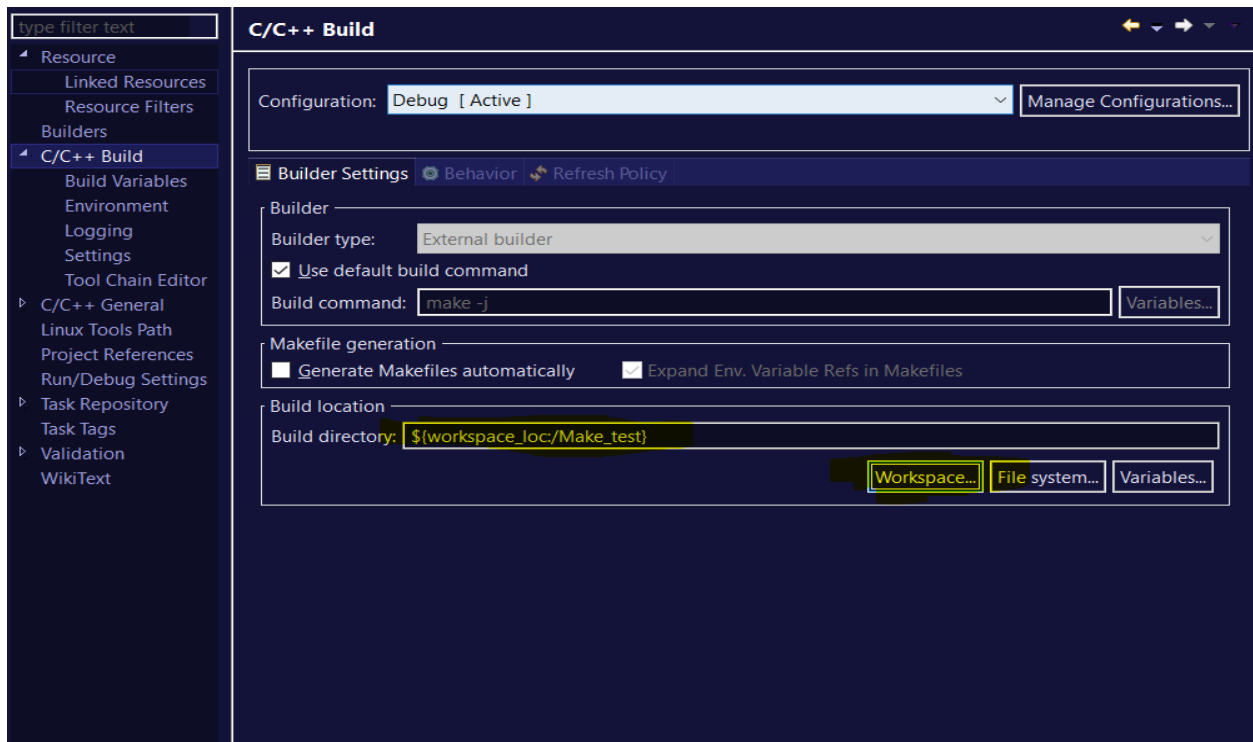 type filter text
Resource
Linked Resources
Resource Filters
Builders
C/C++ Build
Build Variables
Environment
Logging
Settings
Tool Chain Editor
C/C++ General
Linux Tools Path
Project References
Run/Debug Settings
Task Repository
Task Tags
Validation
WikiText
C/C++ Build
Configuration: Debug [ Active ] Manage Configurations...
Builder Settings Behavior Refresh Policy
Builder
Builder type: External builder
Use default build command
Build command: make -j Variables...
Makefile generation
Generate Makefiles automatically Expand Env. Variable Refs in Makefiles
Build location
Build directory: ${workspace_loc:/Make_test}
Workspace... File system... Variables...